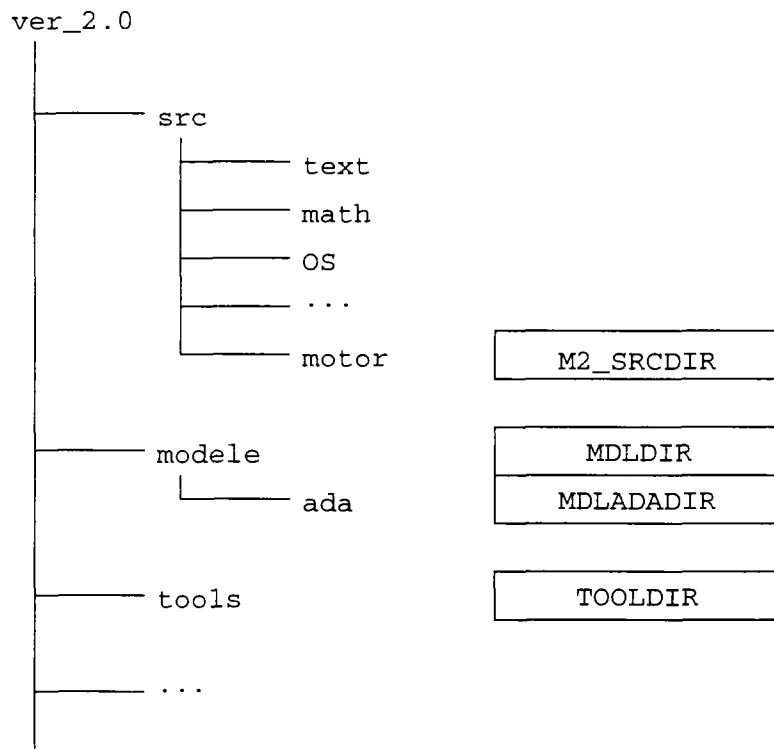 ver_2.0
src
text
math
OS
...
motor M2_SRCDIR
modele MDLDIR
ada MDLADADIR
tools TOOLDIR
...